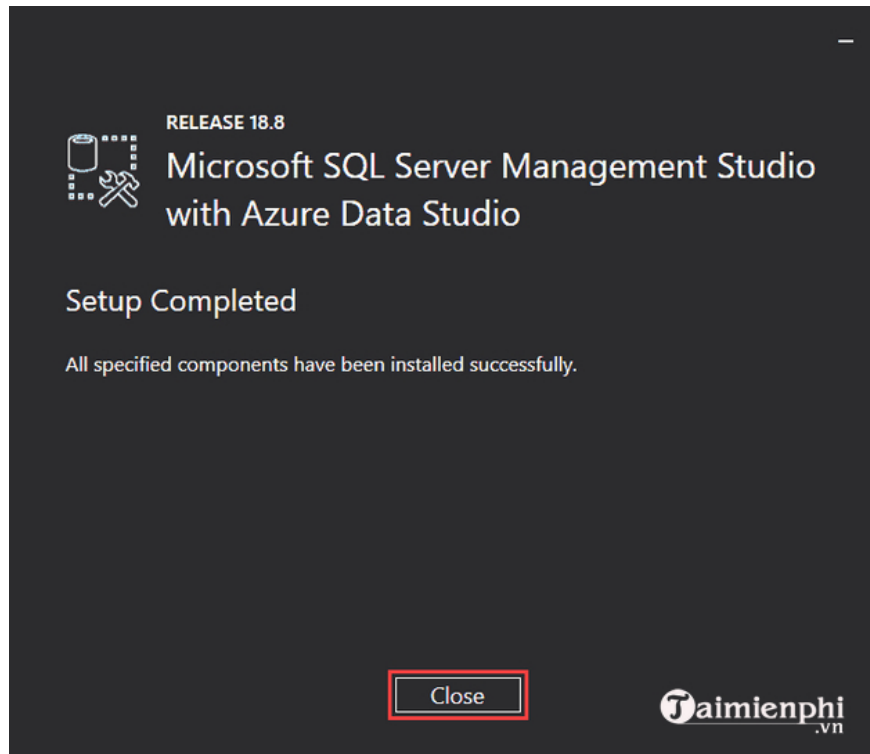 RELEASE 18.8
Microsoft SQL Server Management Studio
with Azure Data Studio
Setup Completed
All specified components have been installed successfully.
Close
Taimienphi
.vn